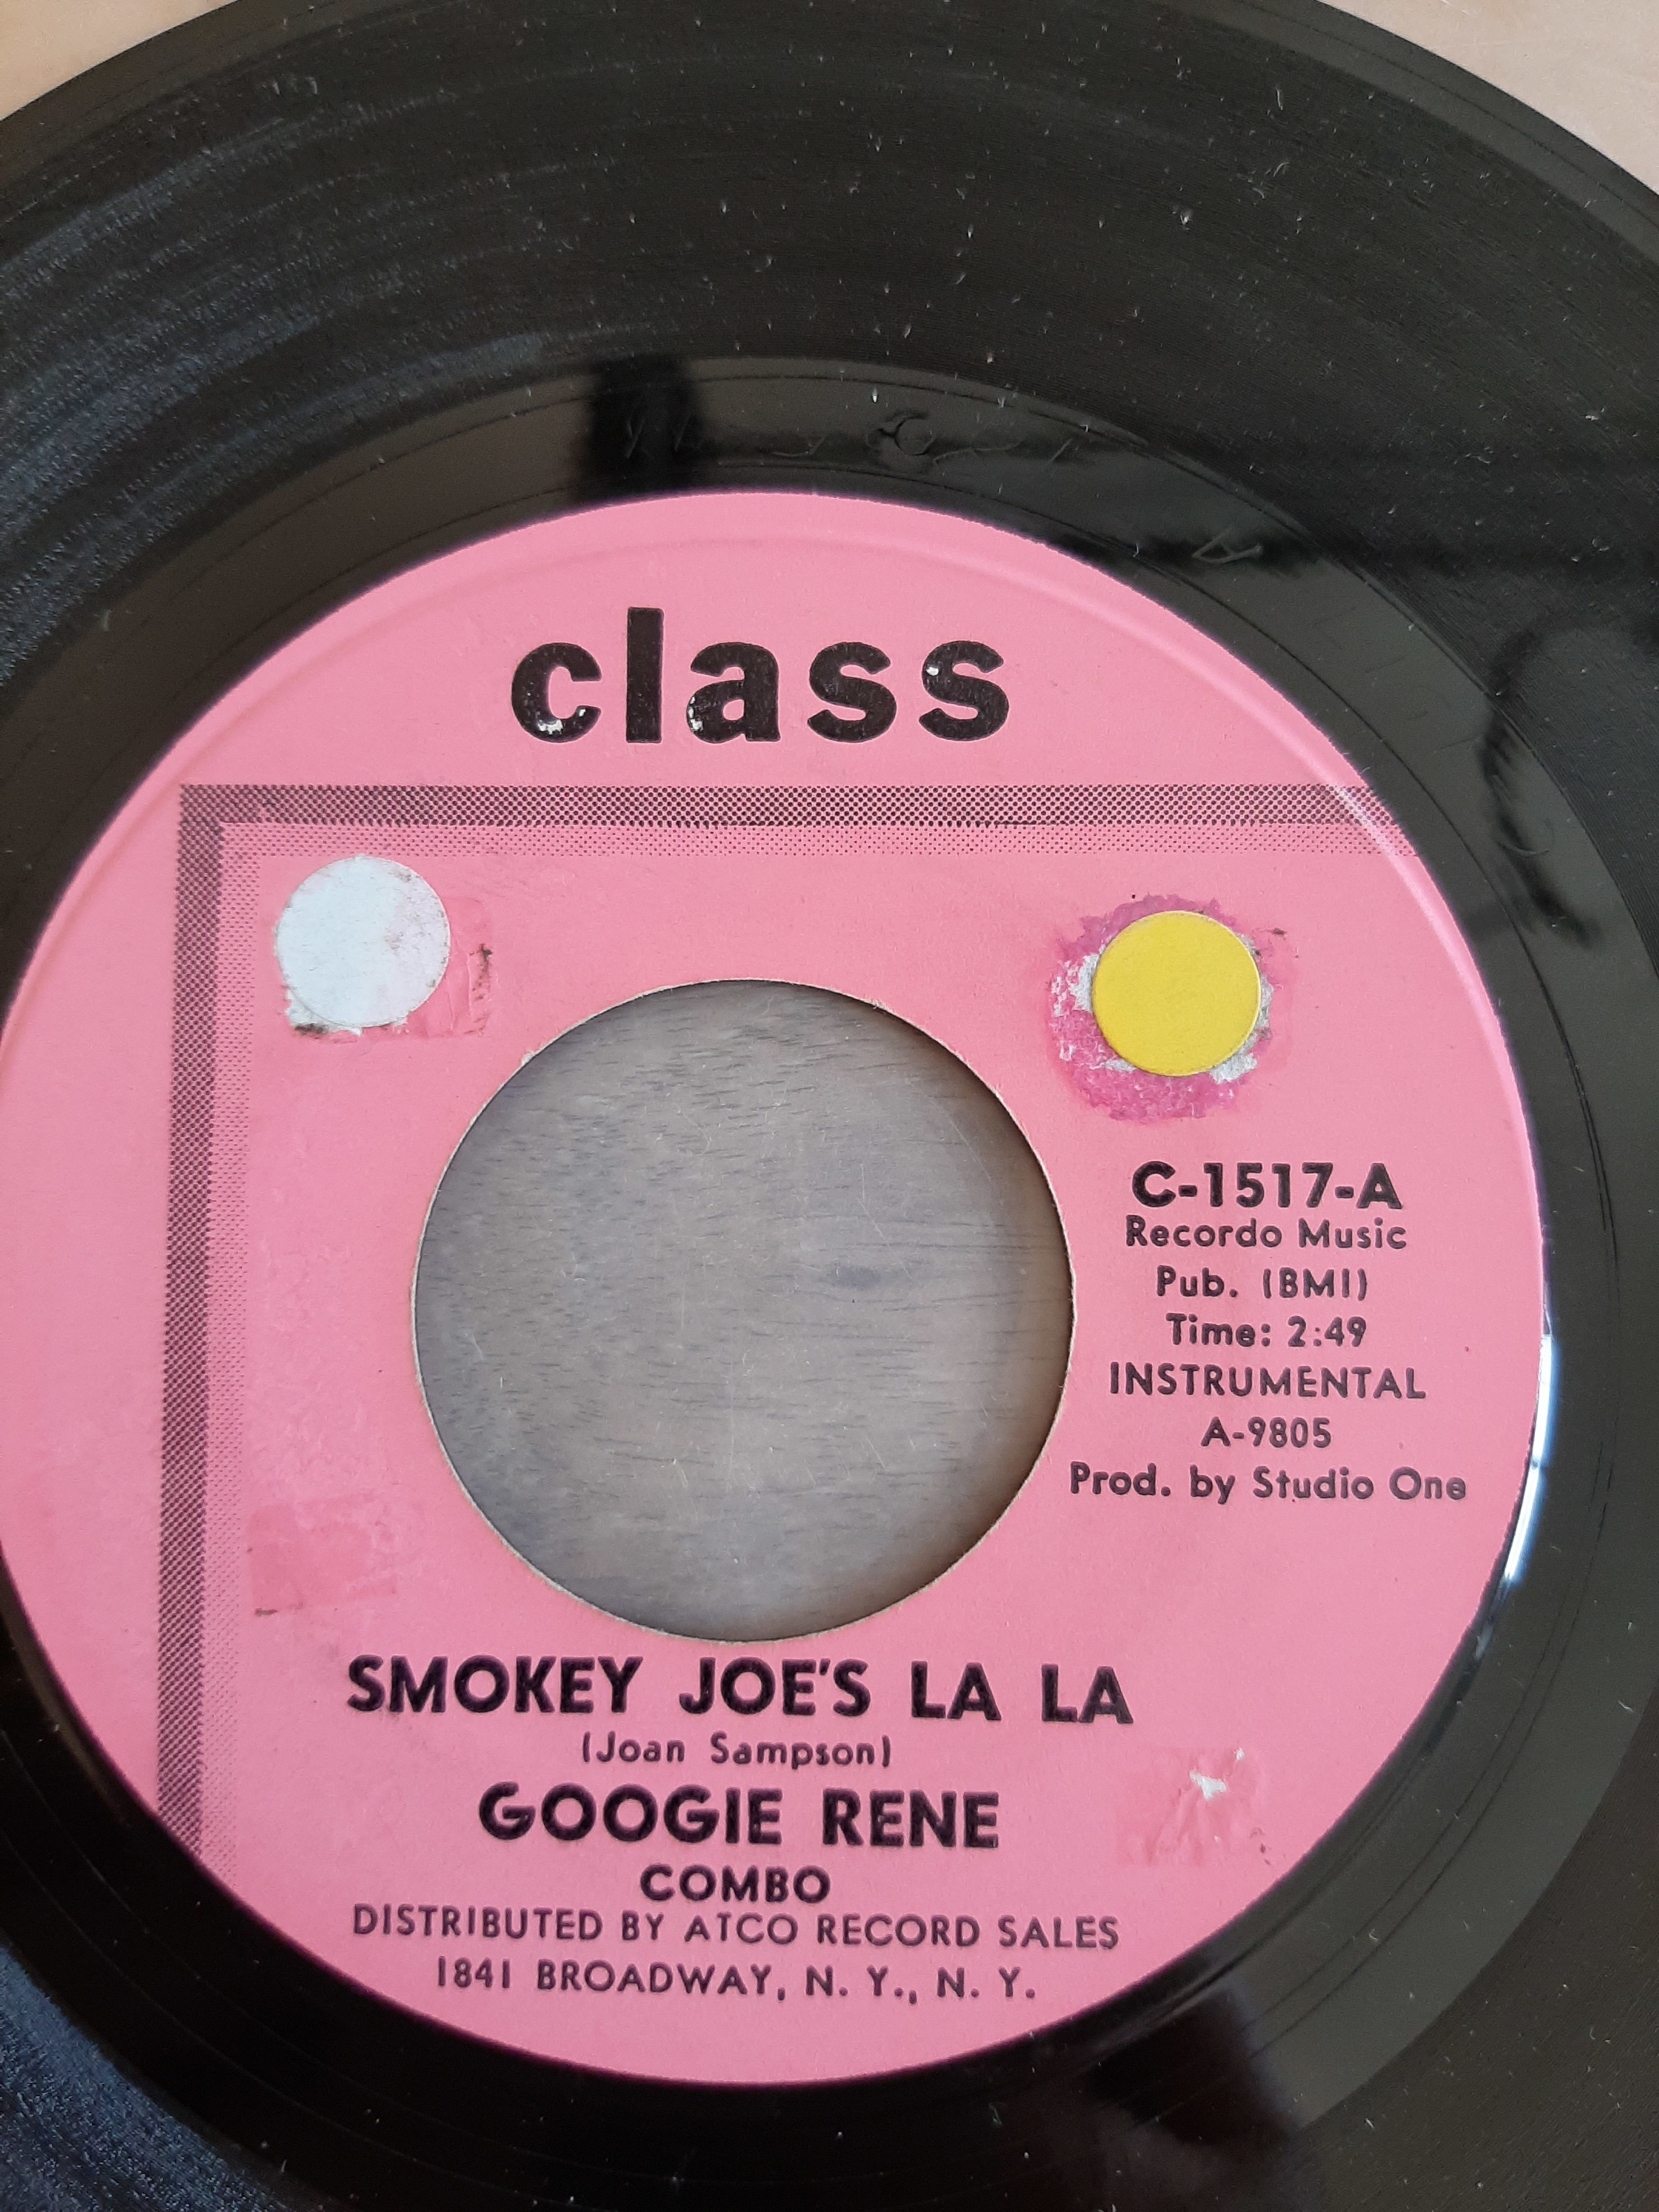 class
C-1517-A
Recordo Music
Pub. (BMI)
Time: 2:49
INSTRUMENTAL
A-9805
Prod. by Studio One
SMOKEY JOE'S LA LA
(Joan Sampson)
GOOGIE RENE
COMBO
DISTRIBUTED BY ATCO RECORD SALES
1841 BROADWAY, N. Y., N. Y.